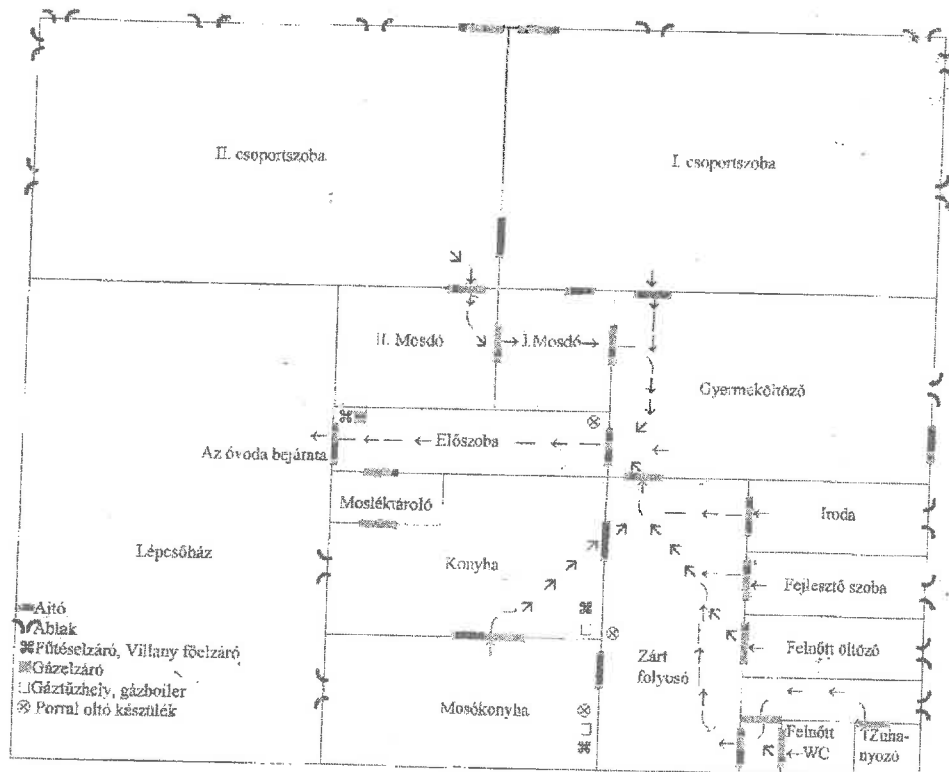 II. csoportszoba
I. csoportszoba
II. Mosdó
I. Mosdó
Gyermeköltöző
Az óvoda bejárata
Előszoba
Mosléktároló
Iroda
Lépcsőház
Konyha
Fejlesztő szoba
Ajtó
Ablak
Fűtéselzáró, Villany főelzáró
Gázelzáró
Gáztűzhely, gázboiler
Porral oltó készülék
Zárt
folyosó
Felnőtt öltöző
Mosókonyha
Felnőtt
WC
Zuha-
nyozó